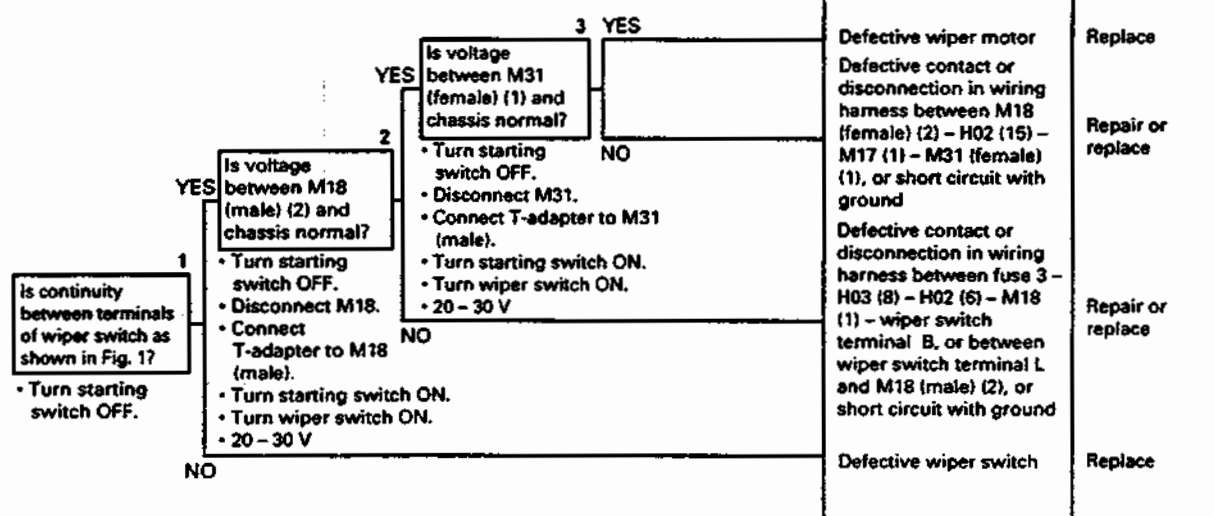 3 YES
Is voltage
between M31
(female) (1) and
chassis normal?
YES
• Turn starting
switch OFF.
• Disconnect M31.
• Connect T-adapter to M31
(male).
• Turn starting switch ON.
• Turn wiper switch ON.
• 20 – 30 V
NO
2
Is voltage
between M18
(male) (2) and
chassis normal?
YES
• Turn starting
switch OFF.
• Disconnect M18.
• Connect
T-adapter to M18
(male).
• Turn starting switch ON.
• Turn wiper switch ON.
• 20 – 30 V
NO
1
Is continuity
between terminals
of wiper switch as
shown in Fig. 1?
• Turn starting
switch OFF.
NO
Defective wiper motor
Replace
Defective contact or
disconnection in wiring
harness between M18
(female) (2) – H02 (15) –
M17 (1) – M31 (female)
(1), or short circuit with
ground
Repair or
replace
Defective contact or
disconnection in wiring
harness between fuse 3 –
H03 (8) – H02 (6) – M18
(1) – wiper switch
terminal B, or between
wiper switch terminal L
and M18 (male) (2), or
short circuit with ground
Repair or
replace
Defective wiper switch
Replace